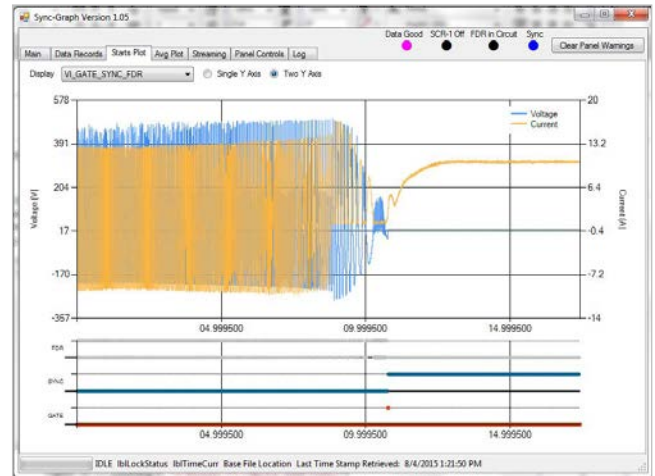 Sync-Graph Version 1.05
Data Good SCR-1 Off FDR in Circuit Sync
Clear Panel Warnings
Main Data Records Starts Plot Avg Plot Streaming Panel Controls Log
Display VI_GATE_SYNC_FDR Single Y Axis Two Y Axis
578 20
Voltage
Current
391 13.2
204 6.4
Voltage [V]
Current [A]
17 -0.4
-170 -7.2
-357 -14
04.999500 09.999500 14.999500
FDR
SYNC
GATE
04.999500 09.999500 14.999500
IDLE lblLockStatus lblTimeCurr Base File Location Last Time Stamp Retrieved: 8/4/2015 1:21:50 PM